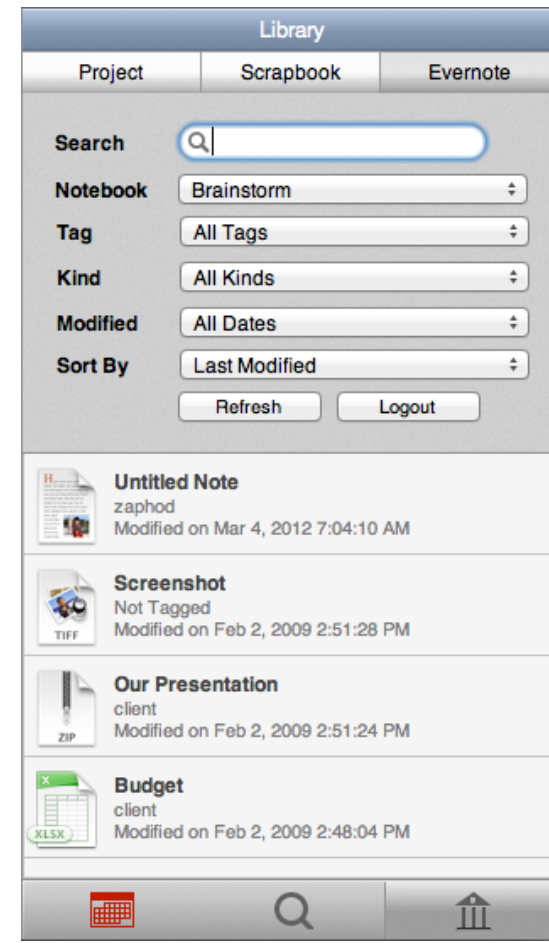 Library
Project Scrapbook Evernote
Search
Notebook Brainstorm
Tag All Tags
Kind All Kinds
Modified All Dates
Sort By Last Modified
Refresh Logout
Untitled Note
zaphod
Modified on Mar 4, 2012 7:04:10 AM
Screenshot
Not Tagged
TIFF
Modified on Feb 2, 2009 2:51:28 PM
Our Presentation
client
ZIP
Modified on Feb 2, 2009 2:51:24 PM
X
Budget
client
XLSX
Modified on Feb 2, 2009 2:48:04 PM